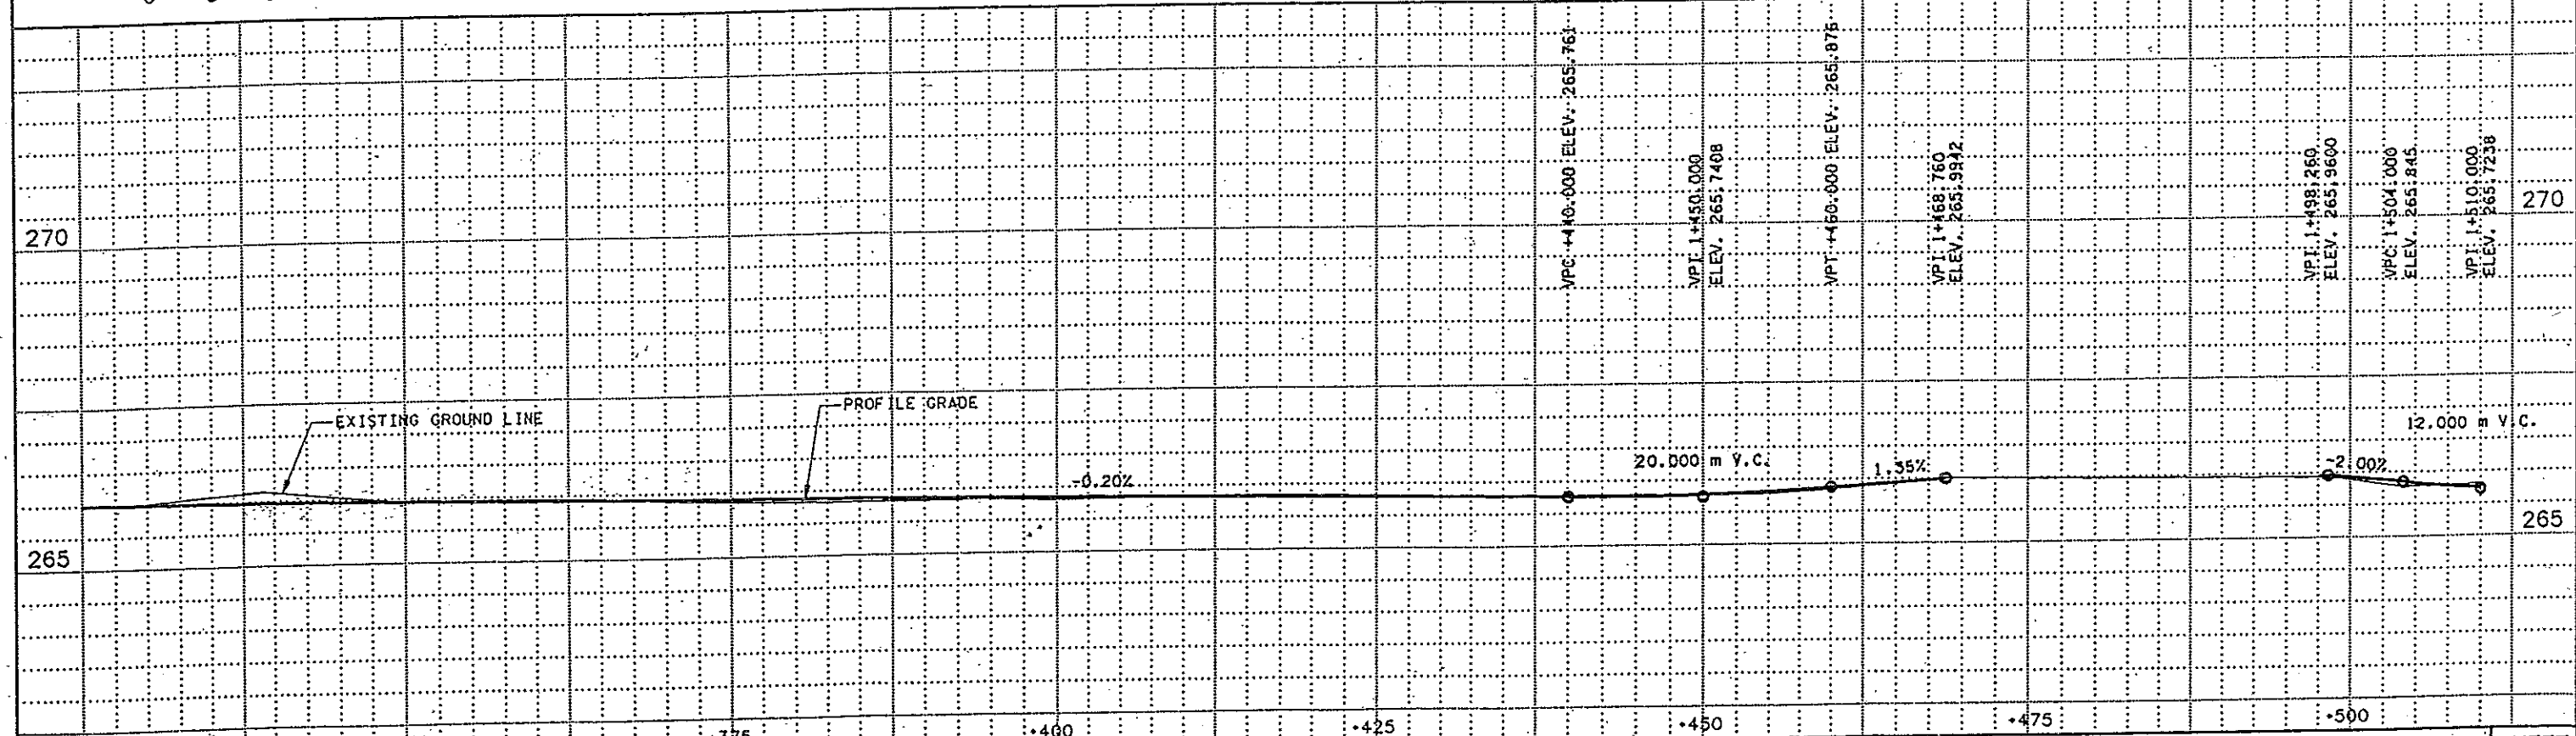 VPC +440.000 ELEV. 265.761
VPI 1+450.000
ELEV. 265.7408
VPT +460.000 ELEV. 265.876
VPI 1+468.760
ELEV. 265.9942
VPI 1+498.260
ELEV. 265.9600
VPC 1+504.000
ELEV. 265.845
VPI 1+510.000
ELEV. 265.7238
270
270
EXISTING GROUND LINE
PROFILE GRADE
-0.20%
20.000 m V.C.
1.35%
-2.00%
12.000 m V.C.
265
265
+400
+425
+450
+475
+500